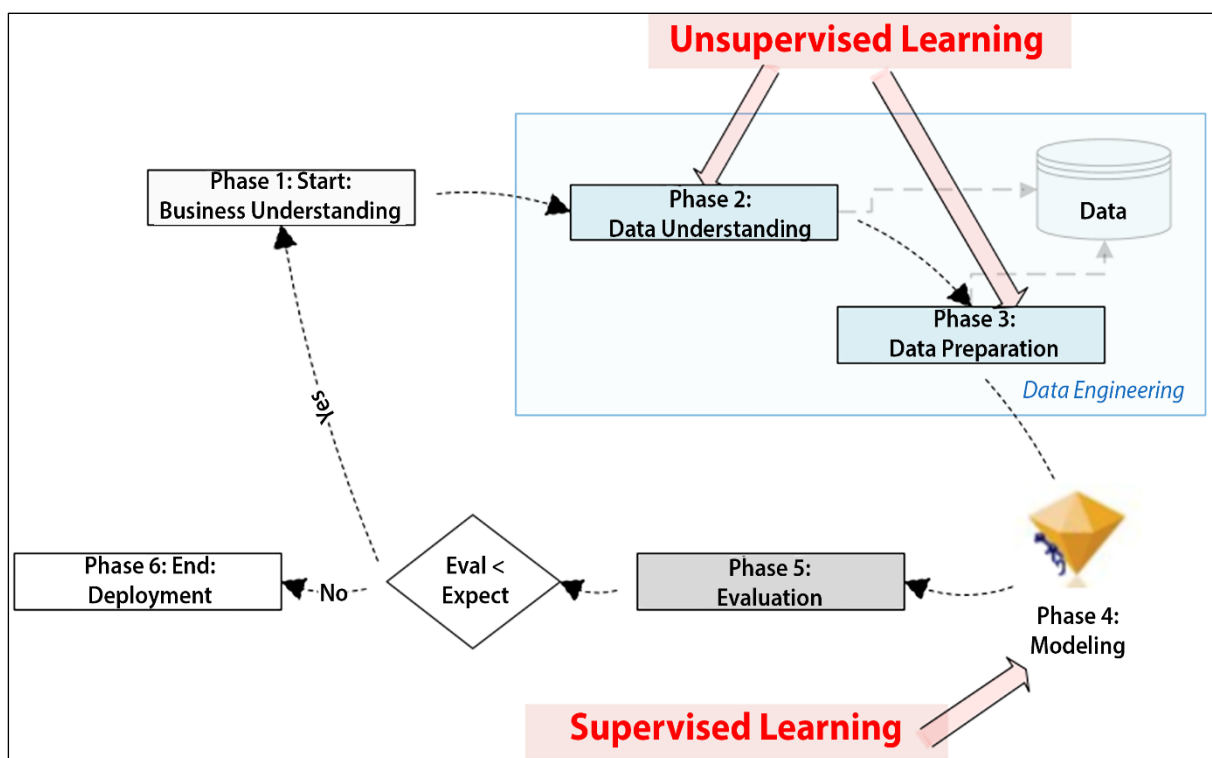 Unsupervised Learning
Phase 1: Start:
Business Understanding
Phase 2:
Data Understanding
Data
Phase 3:
Data Preparation
Data Engineering
Yes
Phase 6: End:
Deployment
No
Eval <
Expect
Phase 5:
Evaluation
Phase 4:
Modeling
Supervised Learning